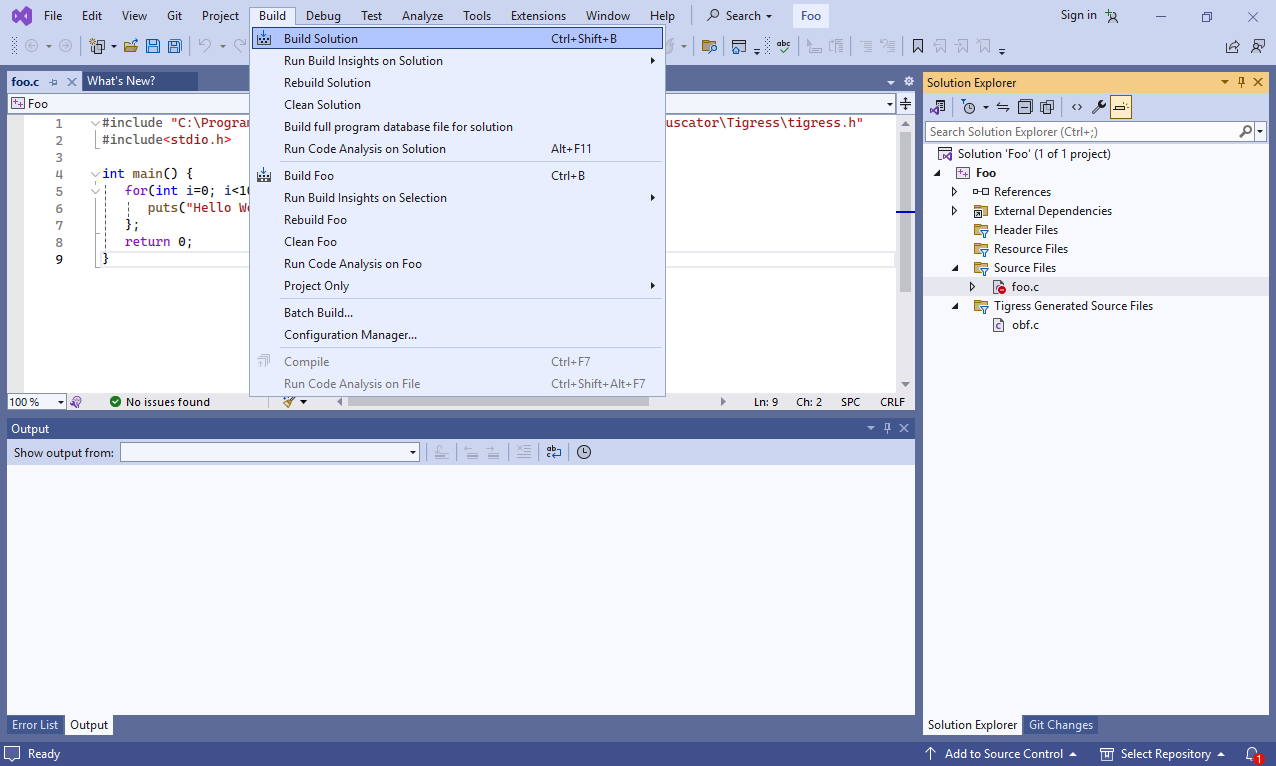 File Edit View Git Project Build Debug Test Analyze Tools Extensions Window Help Search Foo Sign in
foo.c What's New?
Foo
1 #include "C:\Progra
uscator\Tigress\tigress.h"
2 #include<stdio.h>
3
4 int main() {
5 for(int i=0; i<1
6 puts("Hello W
7 };
8 return 0;
9 }
Build Solution Ctrl+Shift+B
Run Build Insights on Solution
Rebuild Solution
Clean Solution
Build full program database file for solution
Run Code Analysis on Solution Alt+F11
Build Foo Ctrl+B
Run Build Insights on Selection
Rebuild Foo
Clean Foo
Run Code Analysis on Foo
Project Only
Batch Build...
Configuration Manager...
Compile Ctrl+F7
Run Code Analysis on File Ctrl+Shift+Alt+F7
100 % No issues found Ln: 9 Ch: 2 SPC CRLF
Output
Show output from:
Error List Output
Solution Explorer
Search Solution Explorer (Ctrl+;)
Solution 'Foo' (1 of 1 project)
Foo
References
External Dependencies
Header Files
Resource Files
Source Files
foo.c
Tigress Generated Source Files
obf.c
Solution Explorer Git Changes
Ready Add to Source Control Select Repository 1